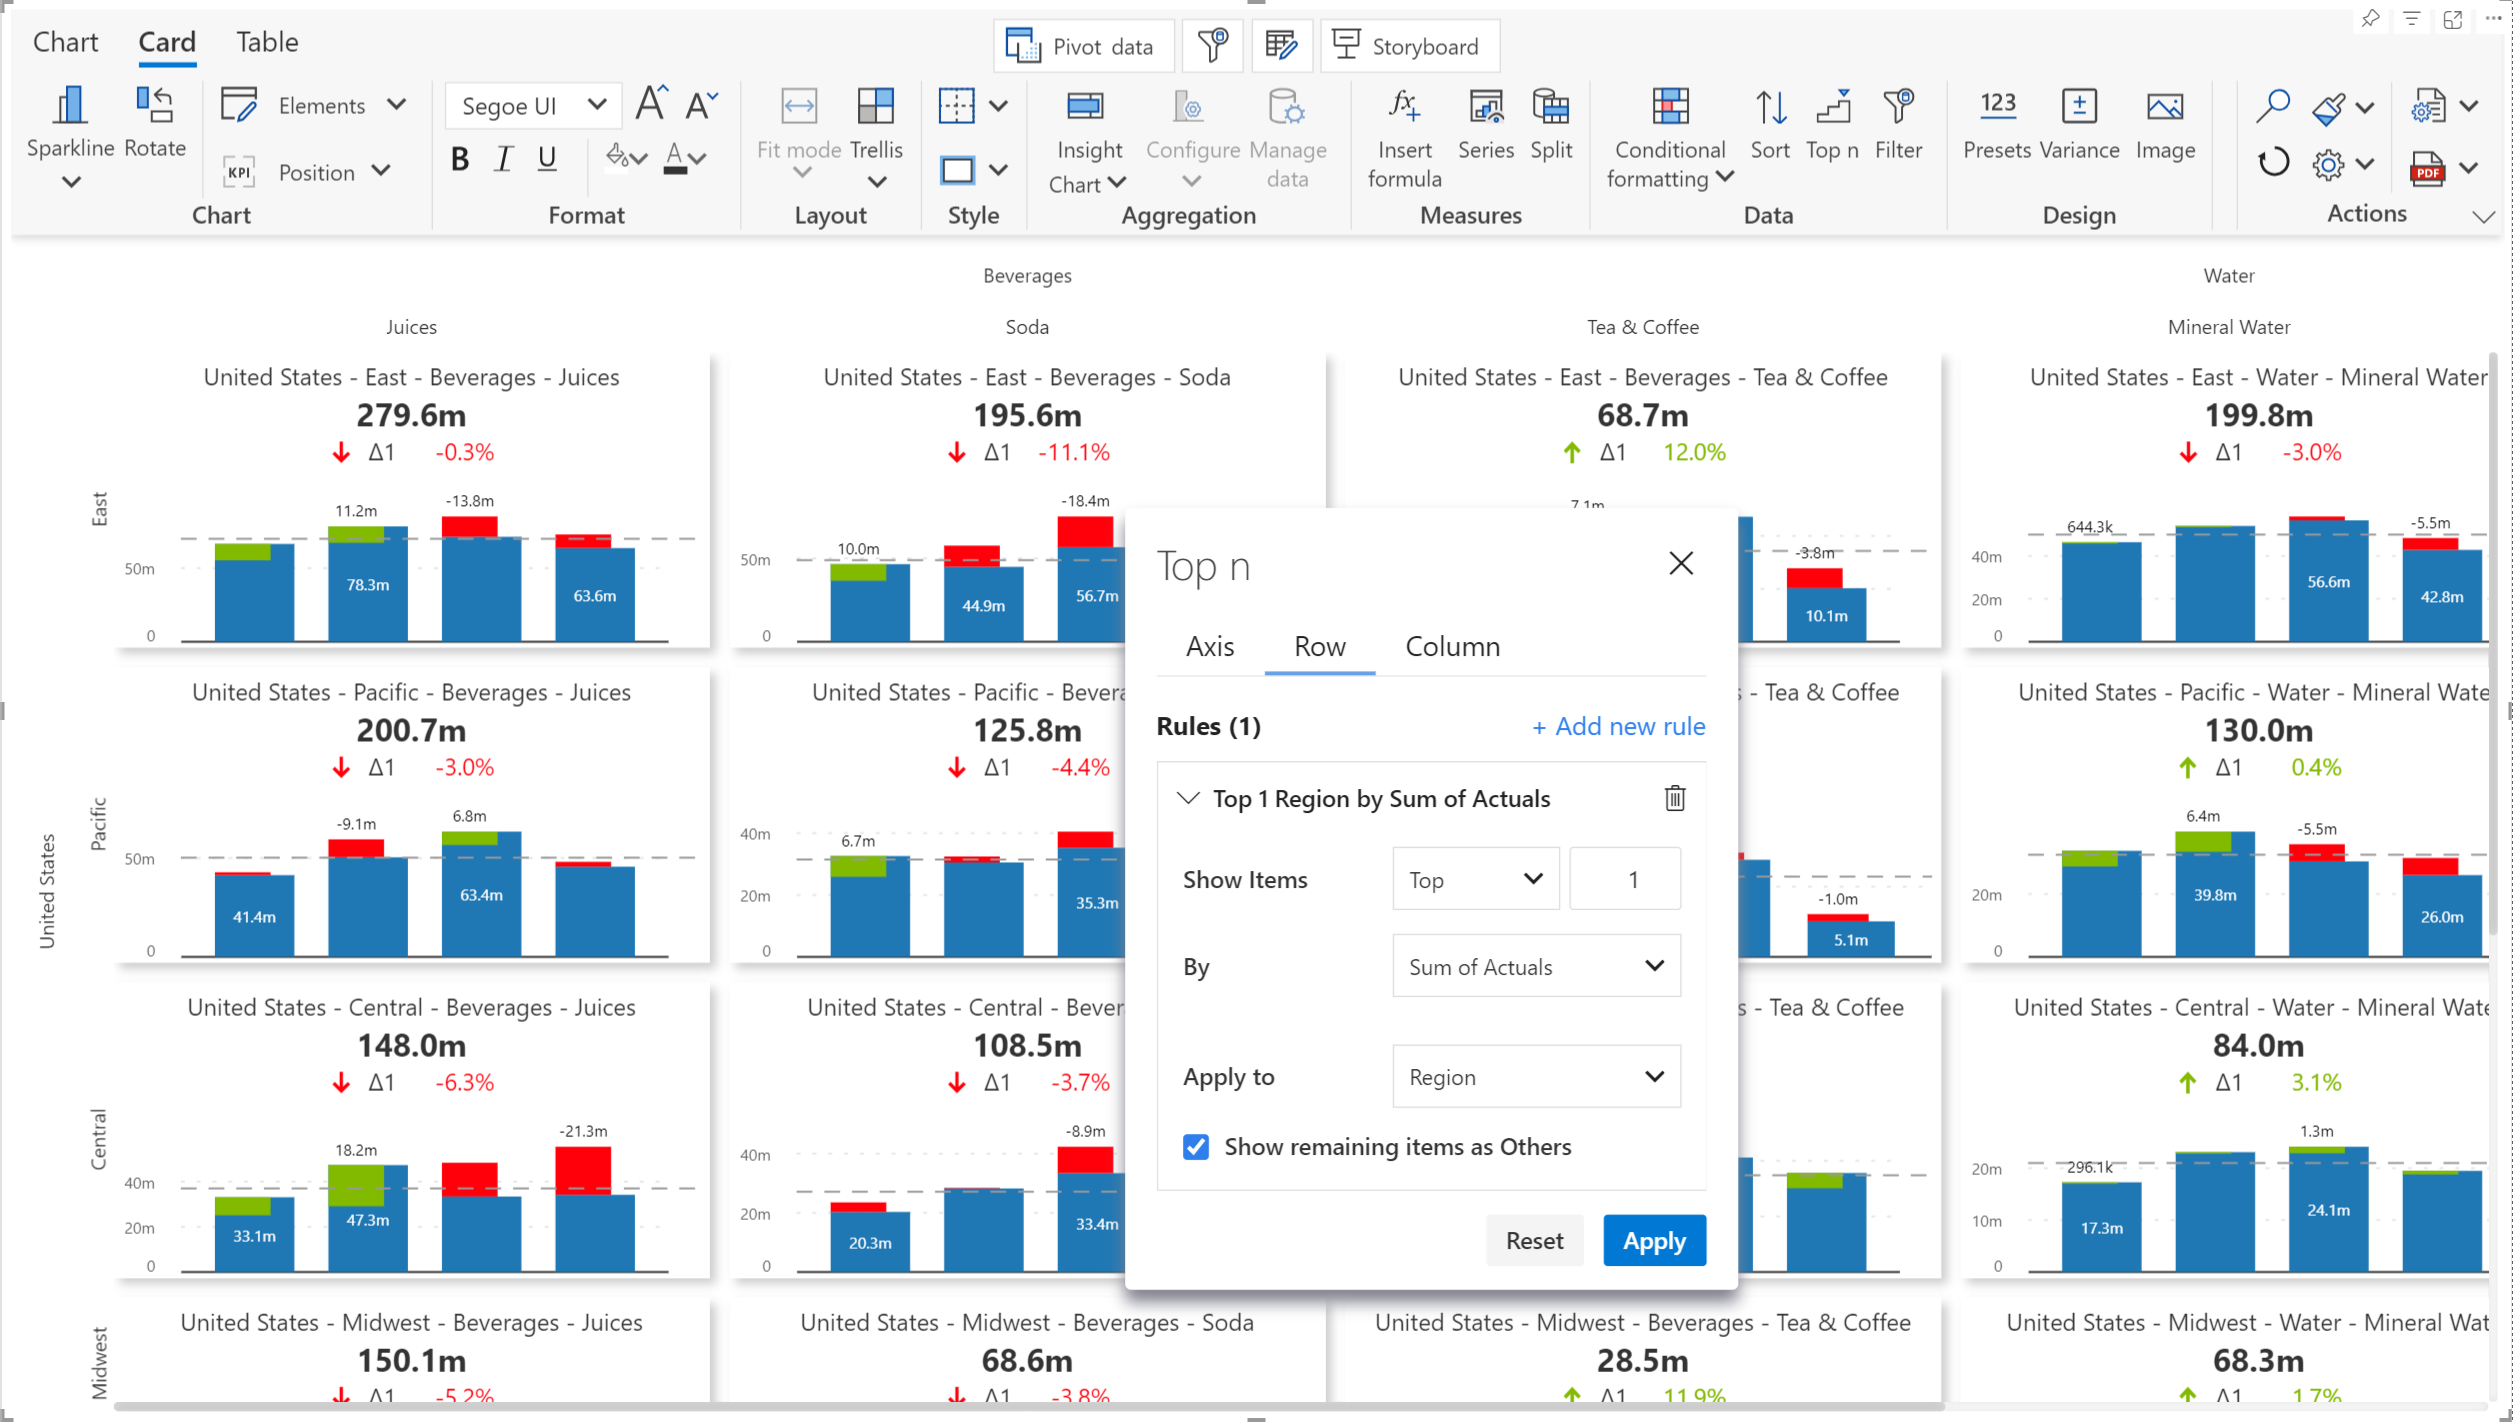 Chart Card Table
Pivot data
Storyboard
Sparkline Rotate
Elements
KPI Position
Chart
Segoe UI
A A
B I U A
Format
Fit mode Trellis
Layout
Style
Insight
Chart
Configure Manage
data
Aggregation
fx
Insert
formula
Series Split
Measures
Conditional
formatting
Sort Top n Filter
Data
123
Presets Variance Image
Design
PDF
Actions
Beverages
Water
Juices
Soda
Tea & Coffee
Mineral Water
United States
East
United States - East - Beverages - Juices
279.6m
Δ1 -0.3%
11.2m
-13.8m
50m
78.3m
63.6m
0
United States - East - Beverages - Soda
195.6m
Δ1 -11.1%
10.0m
-18.4m
50m
44.9m
56.7m
0
United States - East - Beverages - Tea & Coffee
68.7m
Δ1 12.0%
7.1m
-3.8m
10.1m
United States - East - Water - Mineral Water
199.8m
Δ1 -3.0%
644.3k
-5.5m
40m
56.6m
42.8m
20m
0
Pacific
United States - Pacific - Beverages - Juices
200.7m
Δ1 -3.0%
-9.1m
6.8m
50m
41.4m
63.4m
0
United States - Pacific - Bevera
125.8m
Δ1 -4.4%
6.7m
40m
20m
35.3m
0
s - Tea & Coffee
-1.0m
5.1m
United States - Pacific - Water - Mineral Wate
130.0m
Δ1 0.4%
6.4m
-5.5m
20m
39.8m
26.0m
0
Central
United States - Central - Beverages - Juices
148.0m
Δ1 -6.3%
18.2m
-21.3m
40m
20m
33.1m
47.3m
0
United States - Central - Bever
108.5m
Δ1 -3.7%
-8.9m
40m
20m
20.3m
33.4m
0
s - Tea & Coffee
United States - Central - Water - Mineral Wate
84.0m
Δ1 3.1%
296.1k
1.3m
20m
10m
17.3m
24.1m
0
Midwest
United States - Midwest - Beverages - Juices
150.1m
Δ1 -5.2%
United States - Midwest - Beverages - Soda
68.6m
Δ1 -3.8%
United States - Midwest - Beverages - Tea & Coffee
28.5m
Δ1 11.9%
United States - Midwest - Water - Mineral Wat
68.3m
Δ1 1.7%
Top n
Axis Row Column
Rules (1) + Add new rule
Top 1 Region by Sum of Actuals
Show Items Top 1
By Sum of Actuals
Apply to Region
Show remaining items as Others
Reset Apply